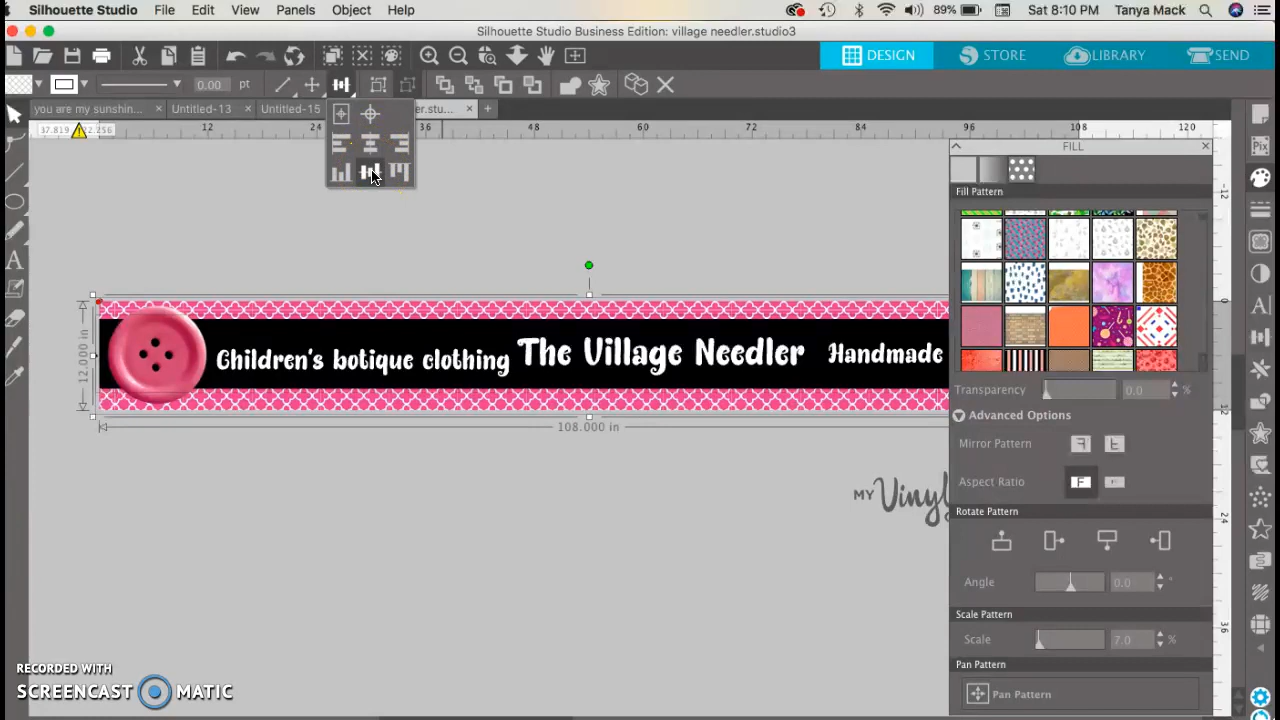 Silhouette Studio File Edit View Panels Object Help 89% Sat 8:10 PM Tanya Mack
Silhouette Studio Business Edition: village needler.studio3
DESIGN STORE LIBRARY SEND
0.00 pt
you are my sunshin... Untitled-13 Untitled-15 er.stu...
12 24 36 48 60 72 84 96 108 120
FILL
Fill Pattern
Children's botique clothing The Village Needler Handmade
12.000 in
108.000 in
MY Vinyl
Transparency 0.0 %
Advanced Options
Mirror Pattern
Aspect Ratio
Rotate Pattern
Angle 0.0 °
Scale Pattern
Scale 7.0 %
Pan Pattern
Pan Pattern
RECORDED WITH
SCREENCAST MATIC